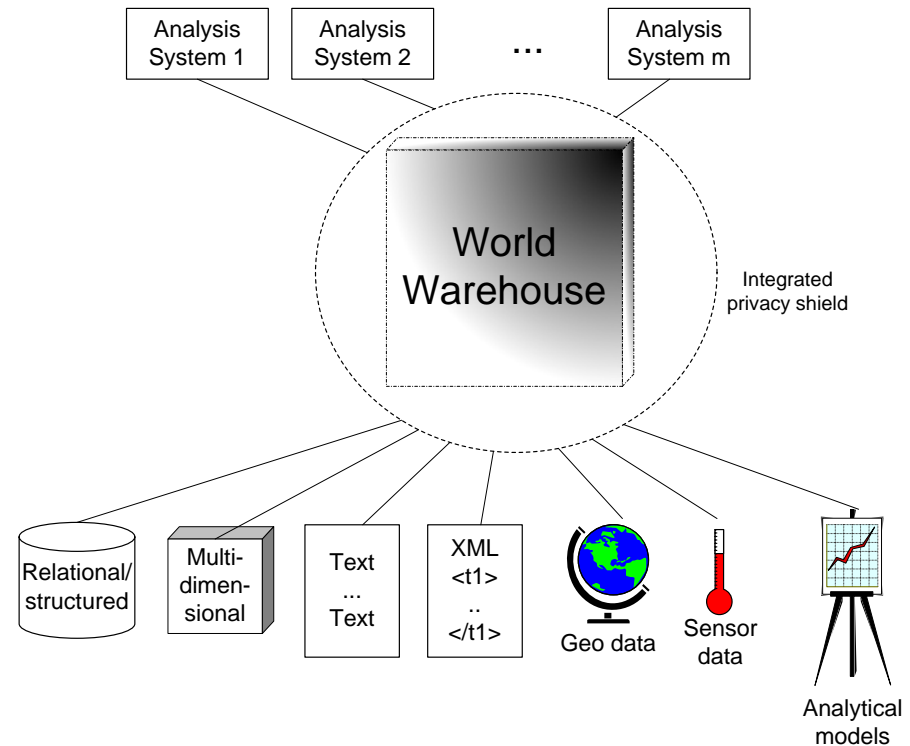 Analysis
System 1
Analysis
System 2
...
Analysis
System m
World
Warehouse
Integrated
privacy shield
Relational/
structured
Multi-
dimen-
sional
Text
...
Text
XML
<t1>
..
</t1>
Geo data
Sensor
data
Analytical
models